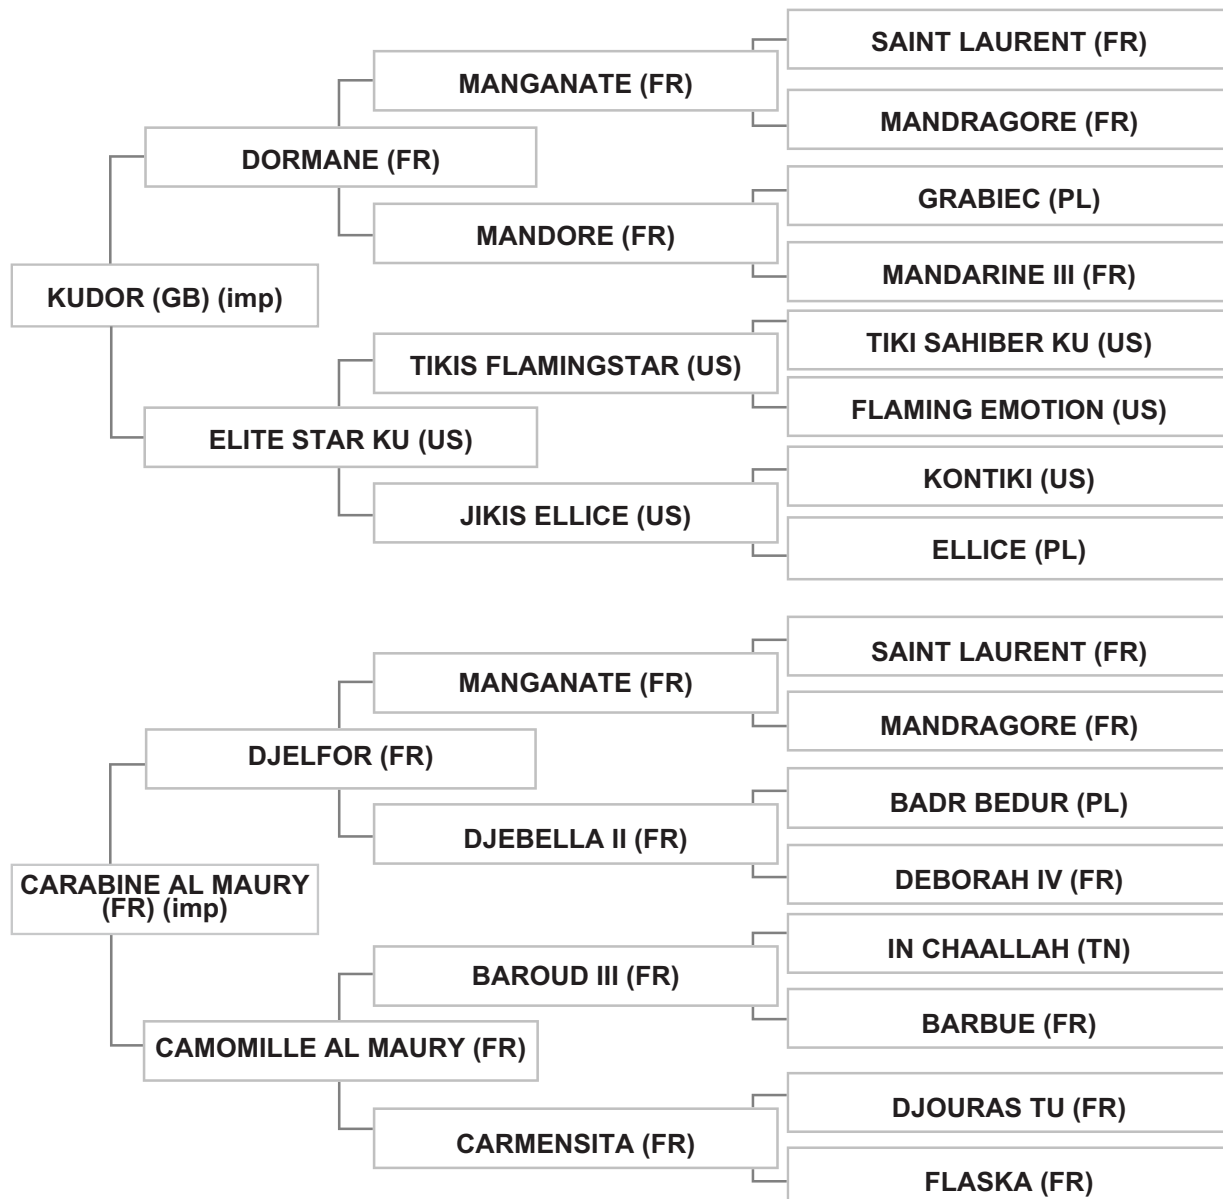 SAINT LAURENT (FR)
MANGANATE (FR)
MANDRAGORE (FR)
DORMANE (FR)
GRABIEC (PL)
MANDORE (FR)
MANDARINE III (FR)
KUDOR (GB) (imp)
TIKI SAHIBER KU (US)
TIKIS FLAMINGSTAR (US)
FLAMING EMOTION (US)
ELITE STAR KU (US)
KONTIKI (US)
JIKIS ELLICE (US)
ELLICE (PL)
SAINT LAURENT (FR)
MANGANATE (FR)
MANDRAGORE (FR)
DJELFOR (FR)
BADR BEDUR (PL)
DJEBELLA II (FR)
DEBORAH IV (FR)
CARABINE AL MAURY
(FR) (imp)
IN CHAALLAH (TN)
BAROUD III (FR)
BARBUE (FR)
CAMOMILLE AL MAURY (FR)
DJOURAS TU (FR)
CARMENSITA (FR)
FLASKA (FR)